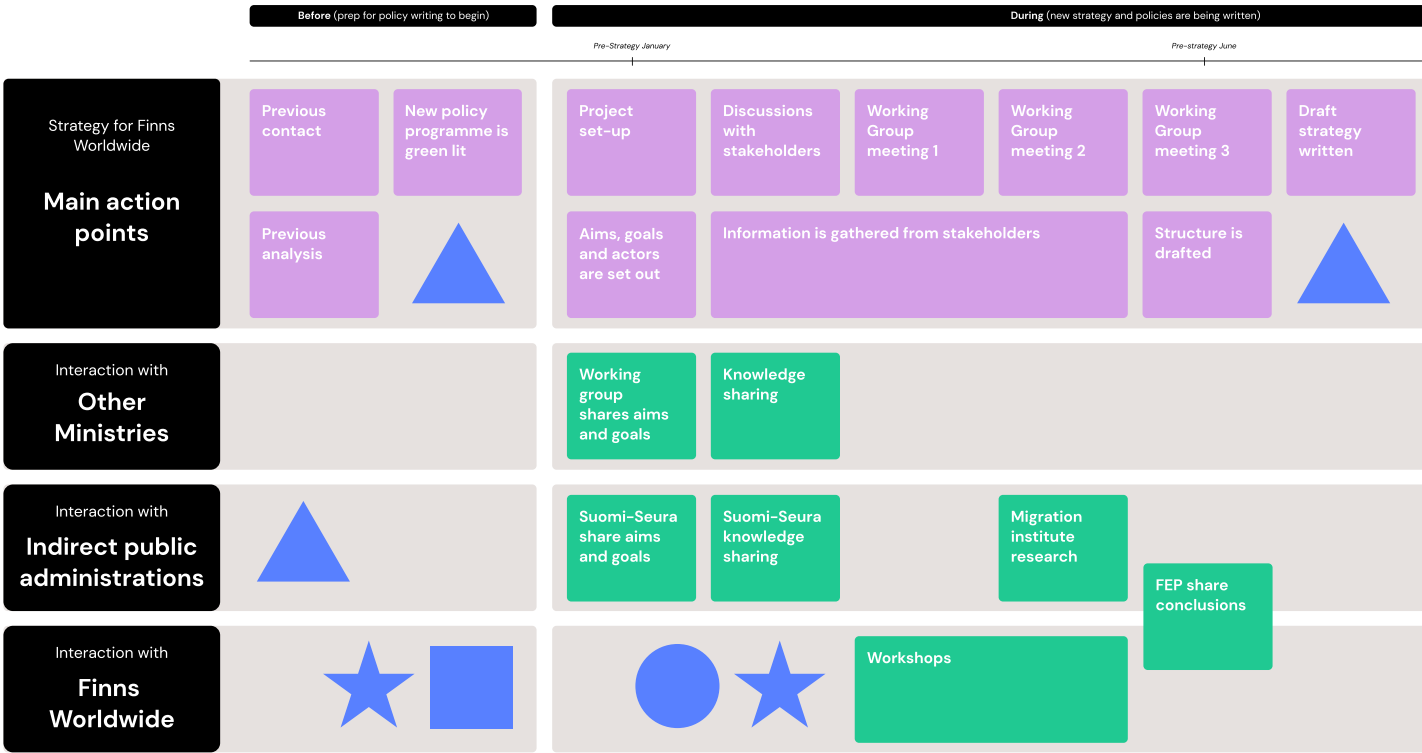 Before (prep for policy writing to begin)
During (new strategy and policies are being written)
Pre-Strategy January
Pre-strategy June
Strategy for Finns
Worldwide
Main action
points
Previous
contact
New policy
programme is
green lit
Project
set-up
Discussions
with
stakeholders
Working
Group
meeting 1
Working
Group
meeting 2
Working
Group
meeting 3
Draft
strategy
written
Previous
analysis
Aims, goals
and actors
are set out
Information is gathered from stakeholders
Structure is
drafted
Interaction with
Other
Ministries
Working
group
shares aims
and goals
Knowledge
sharing
Interaction with
Indirect public
administrations
Suomi-Seura
share aims
and goals
Suomi-Seura
knowledge
sharing
Migration
institute
research
FEP share
conclusions
Interaction with
Finns
Worldwide
Workshops